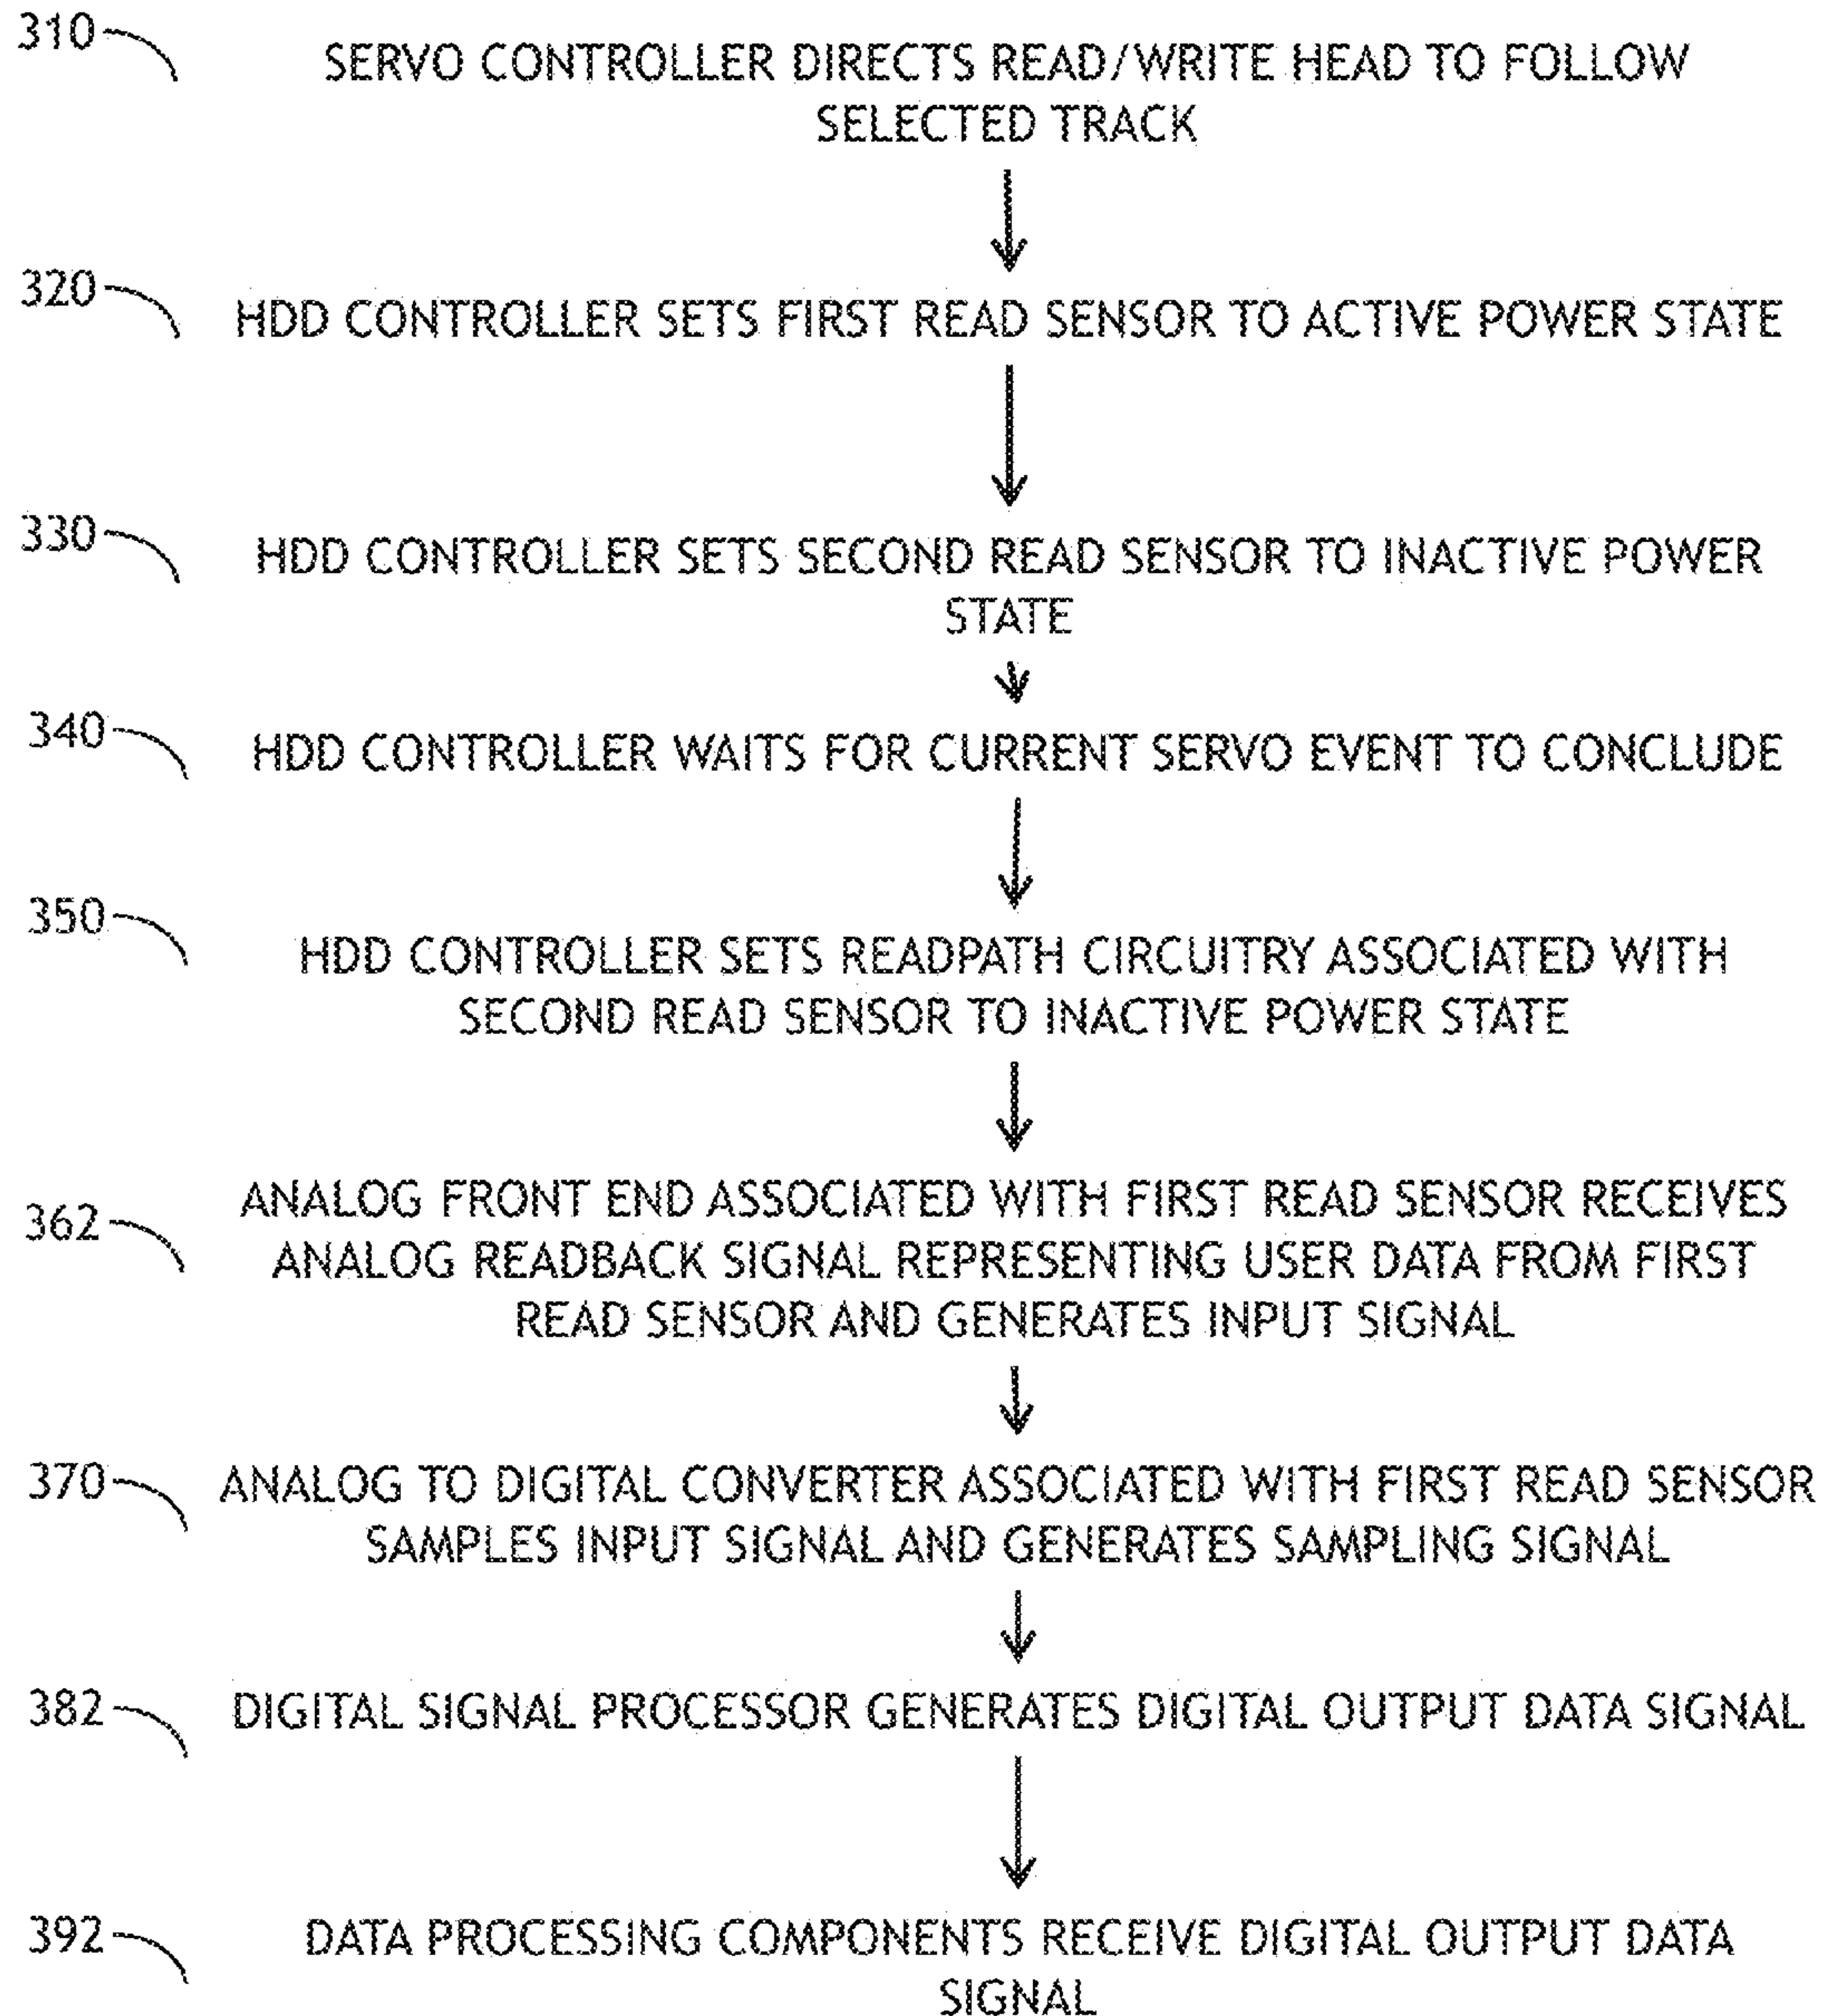 310
SERVO CONTROLLER DIRECTS READ/WRITE HEAD TO FOLLOW
SELECTED TRACK
320
HDD CONTROLLER SETS FIRST READ SENSOR TO ACTIVE POWER STATE
330
HDD CONTROLLER SETS SECOND READ SENSOR TO INACTIVE POWER
STATE
340
HDD CONTROLLER WAITS FOR CURRENT SERVO EVENT TO CONCLUDE
350
HDD CONTROLLER SETS READPATH CIRCUITRY ASSOCIATED WITH
SECOND READ SENSOR TO INACTIVE POWER STATE
362
ANALOG FRONT END ASSOCIATED WITH FIRST READ SENSOR RECEIVES
ANALOG READBACK SIGNAL REPRESENTING USER DATA FROM FIRST
READ SENSOR AND GENERATES INPUT SIGNAL
370
ANALOG TO DIGITAL CONVERTER ASSOCIATED WITH FIRST READ SENSOR
SAMPLES INPUT SIGNAL AND GENERATES SAMPLING SIGNAL
382
DIGITAL SIGNAL PROCESSOR GENERATES DIGITAL OUTPUT DATA SIGNAL
392
DATA PROCESSING COMPONENTS RECEIVE DIGITAL OUTPUT DATA
SIGNAL